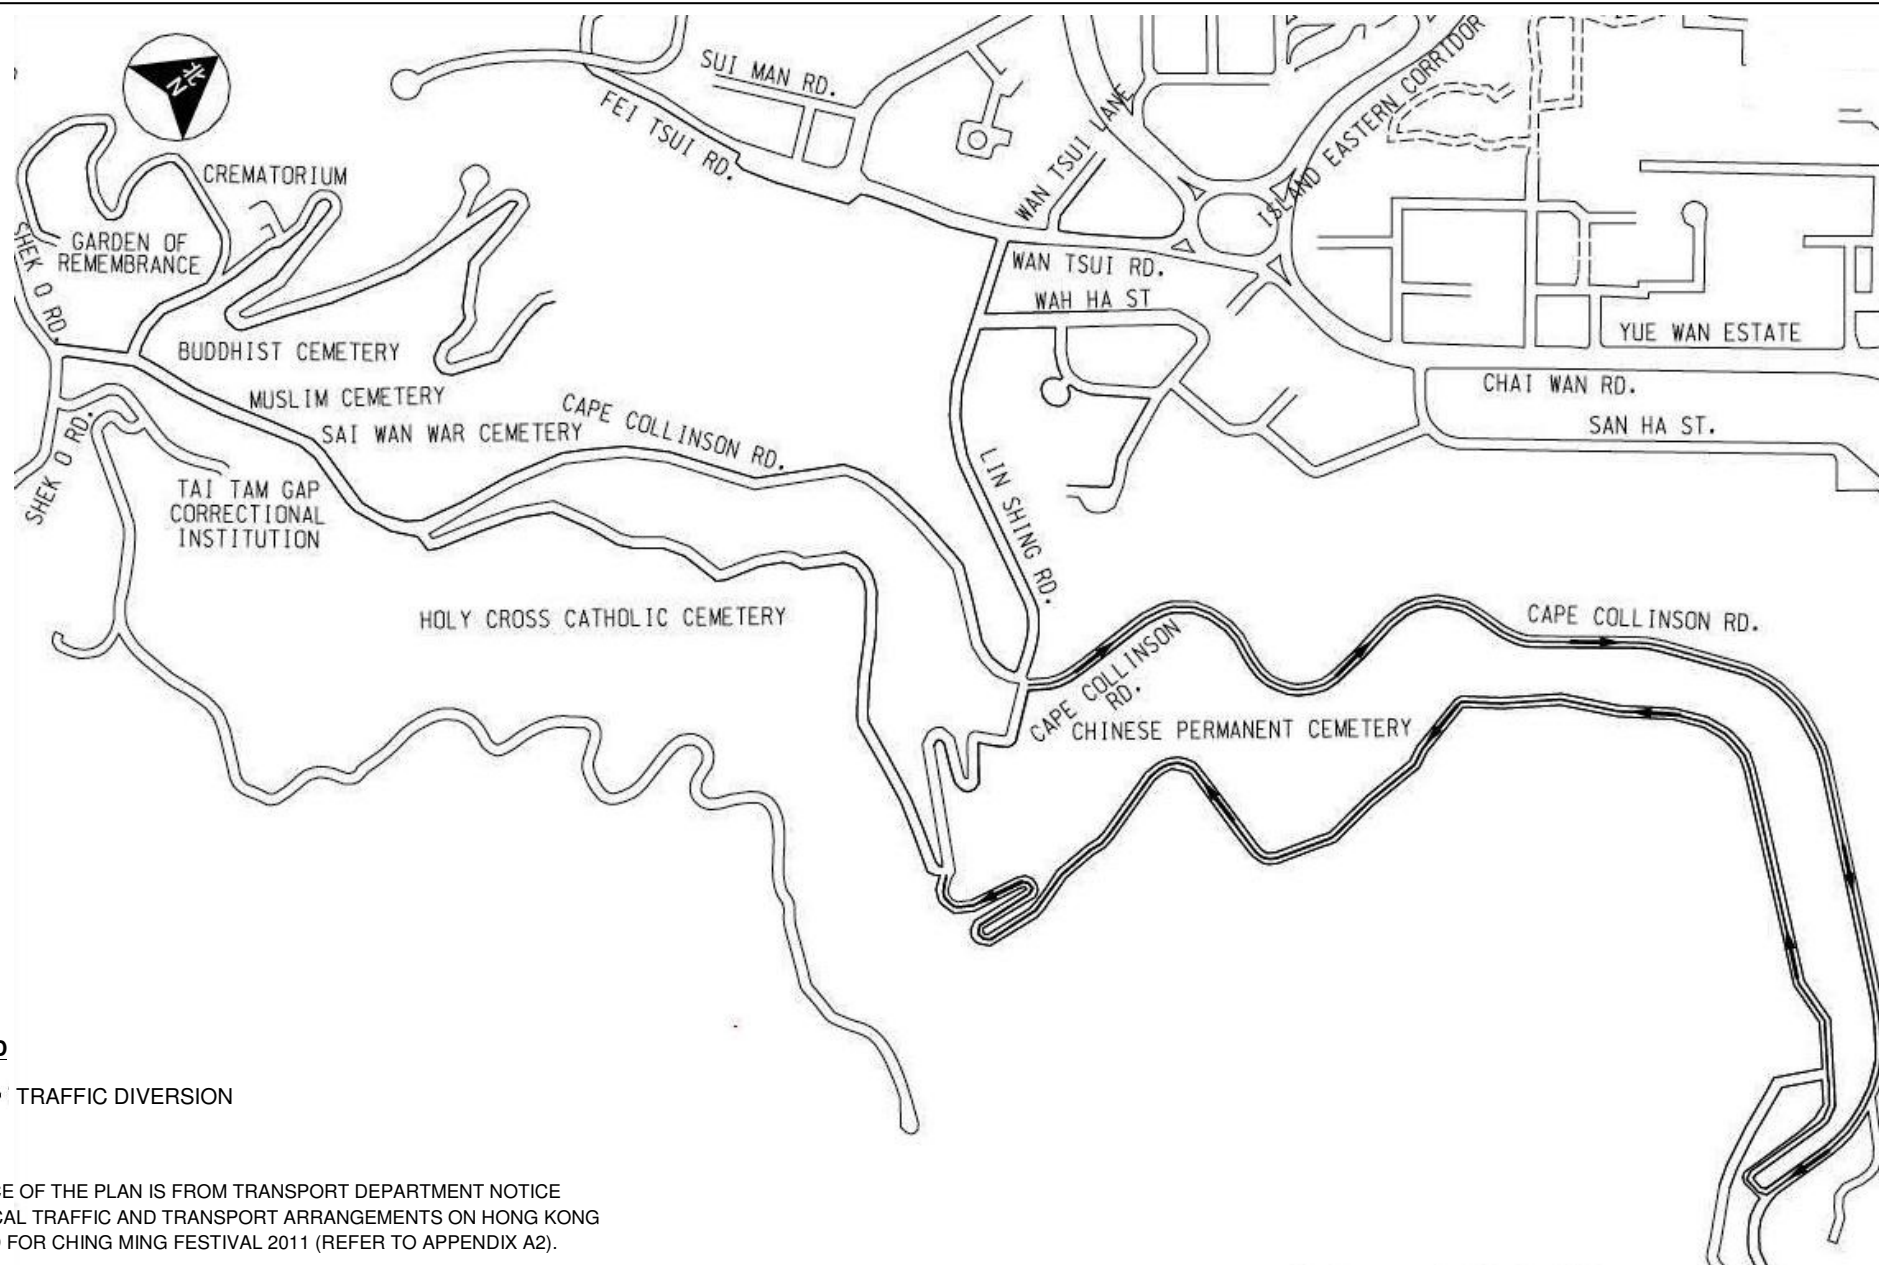 北
N
SUI MAN RD.
FEI TSUI RD.
WAN TSUI LANE
ISLAND EASTERN CORRIDOR
CREMATORIUM
GARDEN OF
REMEMBRANCE
SHEK O RD.
WAN TSUI RD.
WAH HA ST
YUE WAN ESTATE
CHAI WAN RD.
SAN HA ST.
BUDDHIST CEMETERY
MUSLIM CEMETERY
SAI WAN WAR CEMETERY
CAPE COLLINSON RD.
SHEK O RD.
TAI TAM GAP
CORRECTIONAL
INSTITUTION
LIN SHING RD.
HOLY CROSS CATHOLIC CEMETERY
CAPE COLLINSON
RD.
CAPE COLLINSON RD.
CHINESE PERMANENT CEMETERY
TRAFFIC DIVERSION
CE OF THE PLAN IS FROM TRANSPORT DEPARTMENT NOTICE
CAL TRAFFIC AND TRANSPORT ARRANGEMENTS ON HONG KONG
FOR CHING MING FESTIVAL 2011 (REFER TO APPENDIX A2).